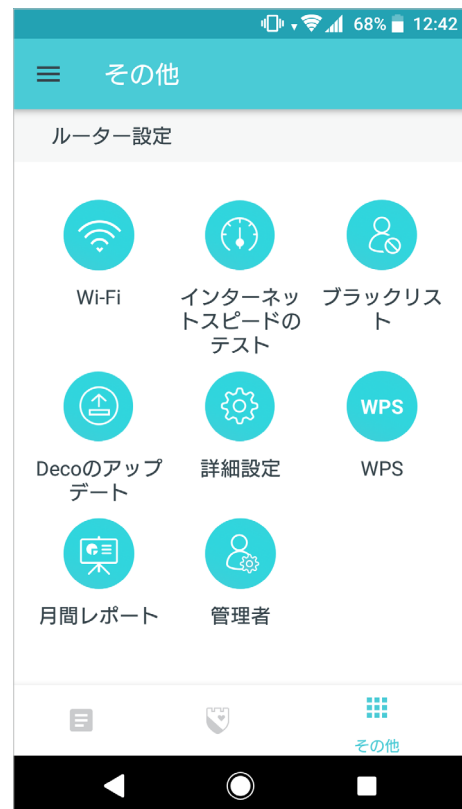 68% 12:42
その他
ルーター設定
Wi-Fi
インターネッ
トスピードの
テスト
ブラックリス
ト
Decoのアップ
デート
詳細設定
WPS
WPS
月間レポート
管理者
その他